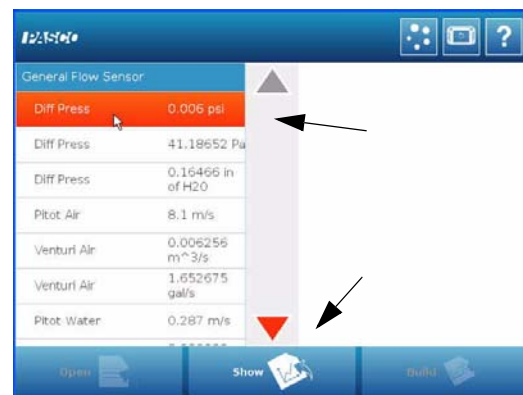 PASCO
?
General Flow Sensor
Diff Press 0.006 psi
Diff Press 41.18652 Pa
Diff Press 0.16466 in
of H2O
Pitot Air 8.1 m/s
Venturi Air 0.006256
m^3/s
Venturi Air 1.652675
gal/s
Pitot Water 0.287 m/s
Open Show Build